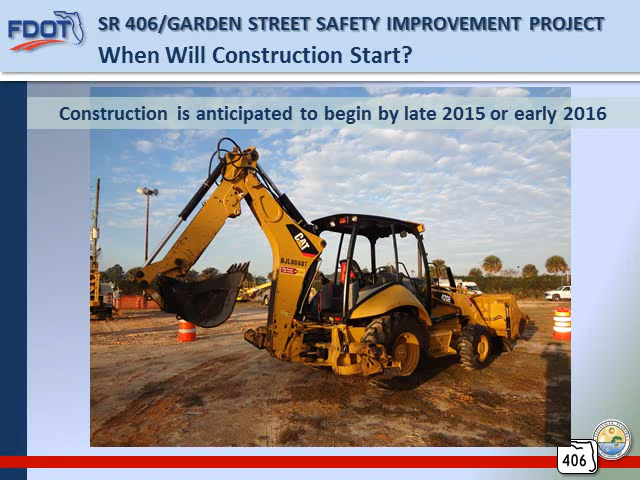 FDOT
SR 406/GARDEN STREET SAFETY IMPROVEMENT PROJECT
When Will Construction Start?
Construction is anticipated to begin by late 2015 or early 2016
CAT
BJL00607
406